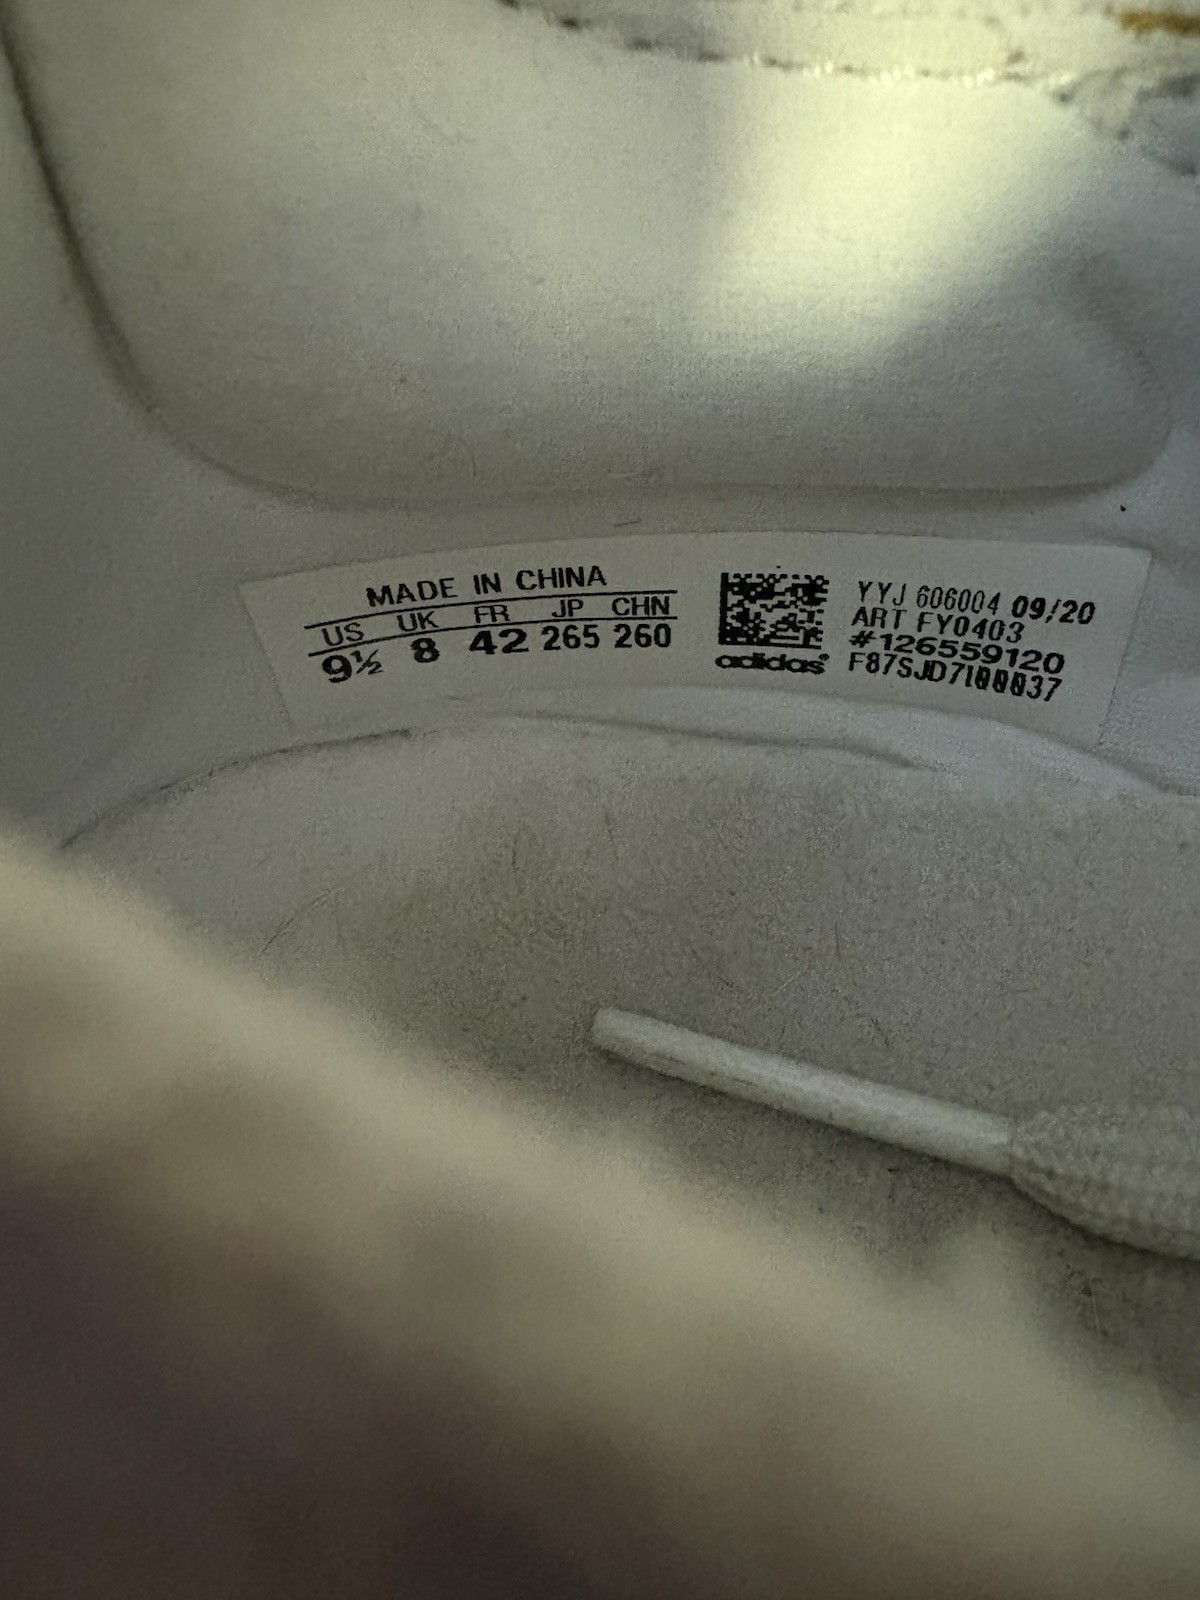 MADE IN CHINA
US UK FR JP CHN
9½ 8 42 265 260
adidas
YYJ 606004 09/20
ART FY0403
#126559120